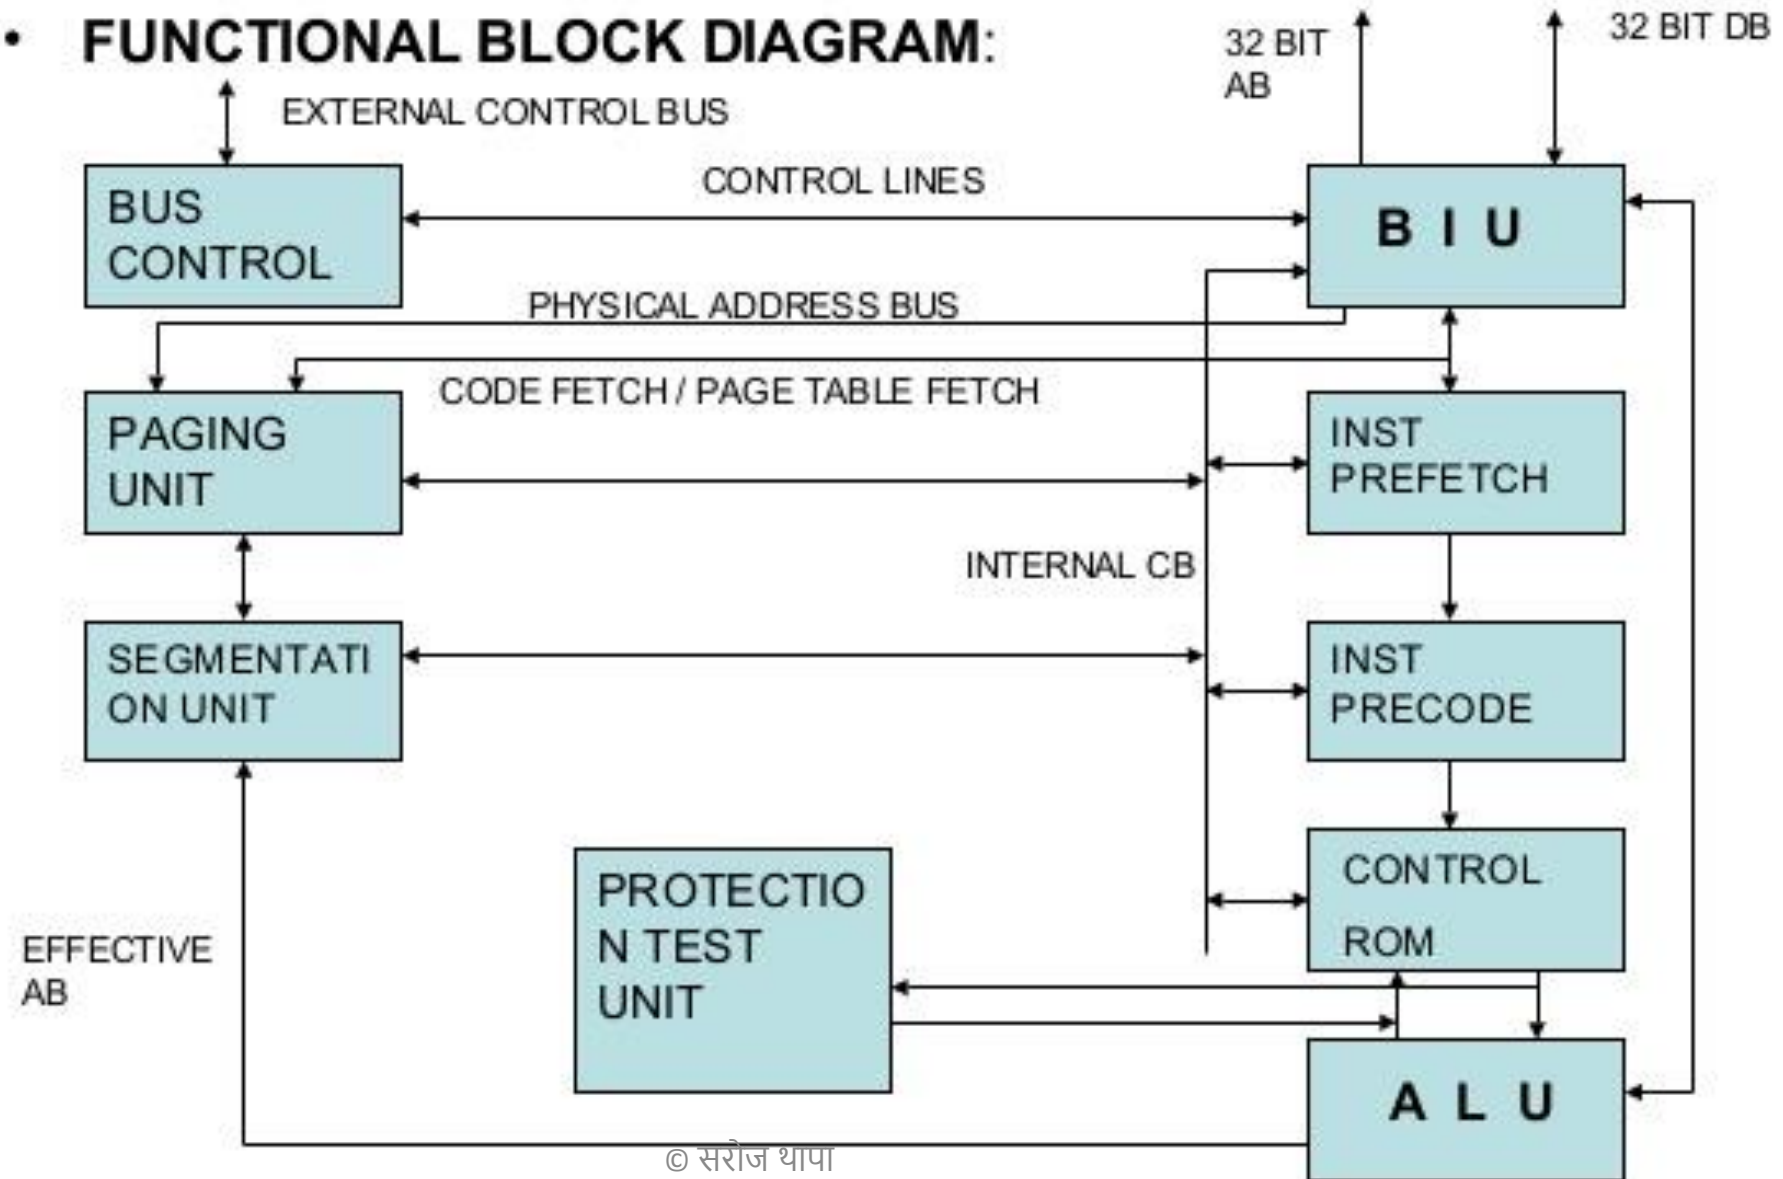 • FUNCTIONAL BLOCK DIAGRAM:
32 BIT
AB
32 BIT DB
EXTERNAL CONTROL BUS
BUS
CONTROL
CONTROL LINES
B I U
PHYSICAL ADDRESS BUS
CODE FETCH / PAGE TABLE FETCH
PAGING
UNIT
INST
PREFETCH
INTERNAL CB
SEGMENTATI
ON UNIT
INST
PRECODE
PROTECTIO
N TEST
UNIT
CONTROL
ROM
EFFECTIVE
AB
A L U
© सरोज थापा